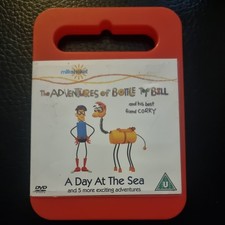 milkshake!
The ADVENTURES OF BOTTLE TOP BILL
and his best
friend CORKY
A Day At The Sea
and 5 more exciting adventures
DVD
U